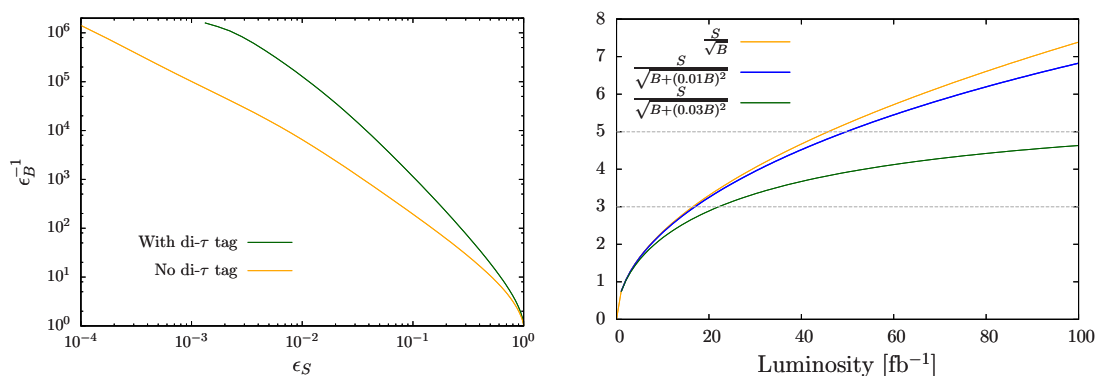 10^6
10^5
10^4
10^3
10^2
10^1
10^0
ϵ_B^{-1}
With di-τ tag
No di-τ tag
10^{-4} 10^{-3} 10^{-2} 10^{-1} 10^0
ϵ_S
8
7
6
5
4
3
2
1
0
S/√B
S/√(B+(0.01B)^2)
S/√(B+(0.03B)^2)
0 20 40 60 80 100
Luminosity [fb^{-1}]